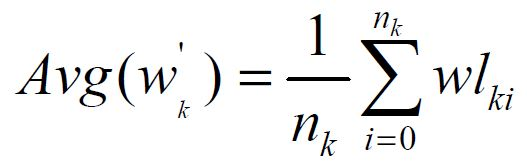 Avg(w'_k) = \frac{1}{n_k} \sum_{i=0}^{n_k} wl_{ki}